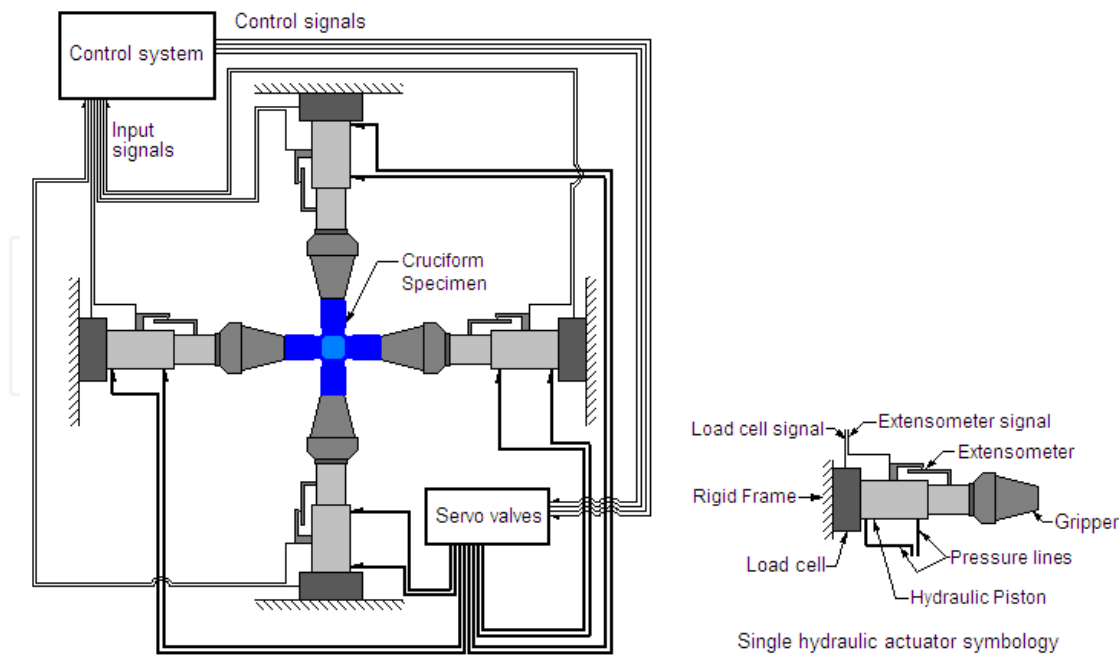 Control signals
Control system
Input
signals
Cruciform
Specimen
Servo valves
Load cell signal
Extensometer signal
Extensometer
Rigid Frame
Gripper
Load cell
Pressure lines
Hydraulic Piston
Single hydraulic actuator symbology